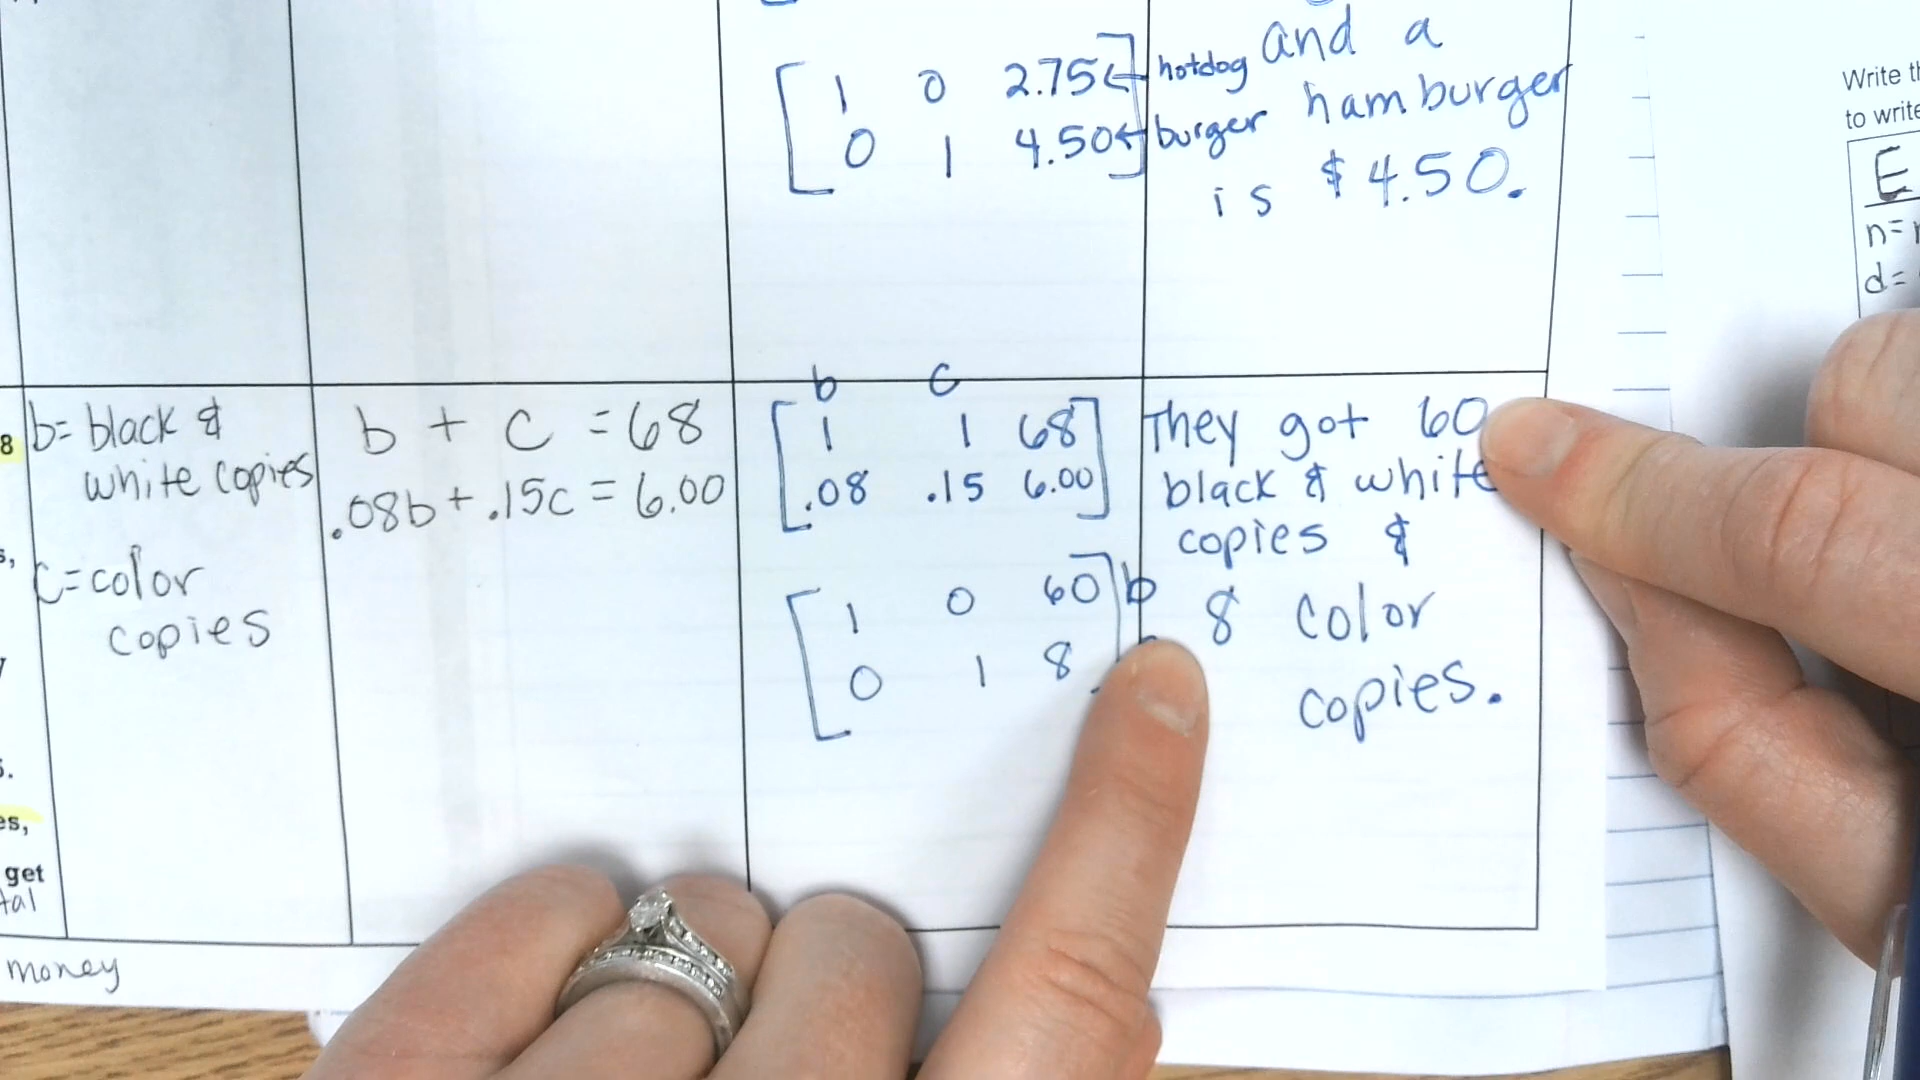 and a
[ 1 0 2.75 ] ← hotdog
hamburger
[ 0 1 4.50 ] ← burger
is $4.50.
b= black &
white copies
c=color
copies
b + c = 68
.08b + .15c = 6.00
b c
[ 1 1 68 ]
[ .08 .15 6.00 ]
[ 1 0 60 ] b
[ 0 1 8
They got 60
black & white
copies &
8 color
copies.
8
s,
es,
get
tal
money
Write th
to write
E
n=
d=